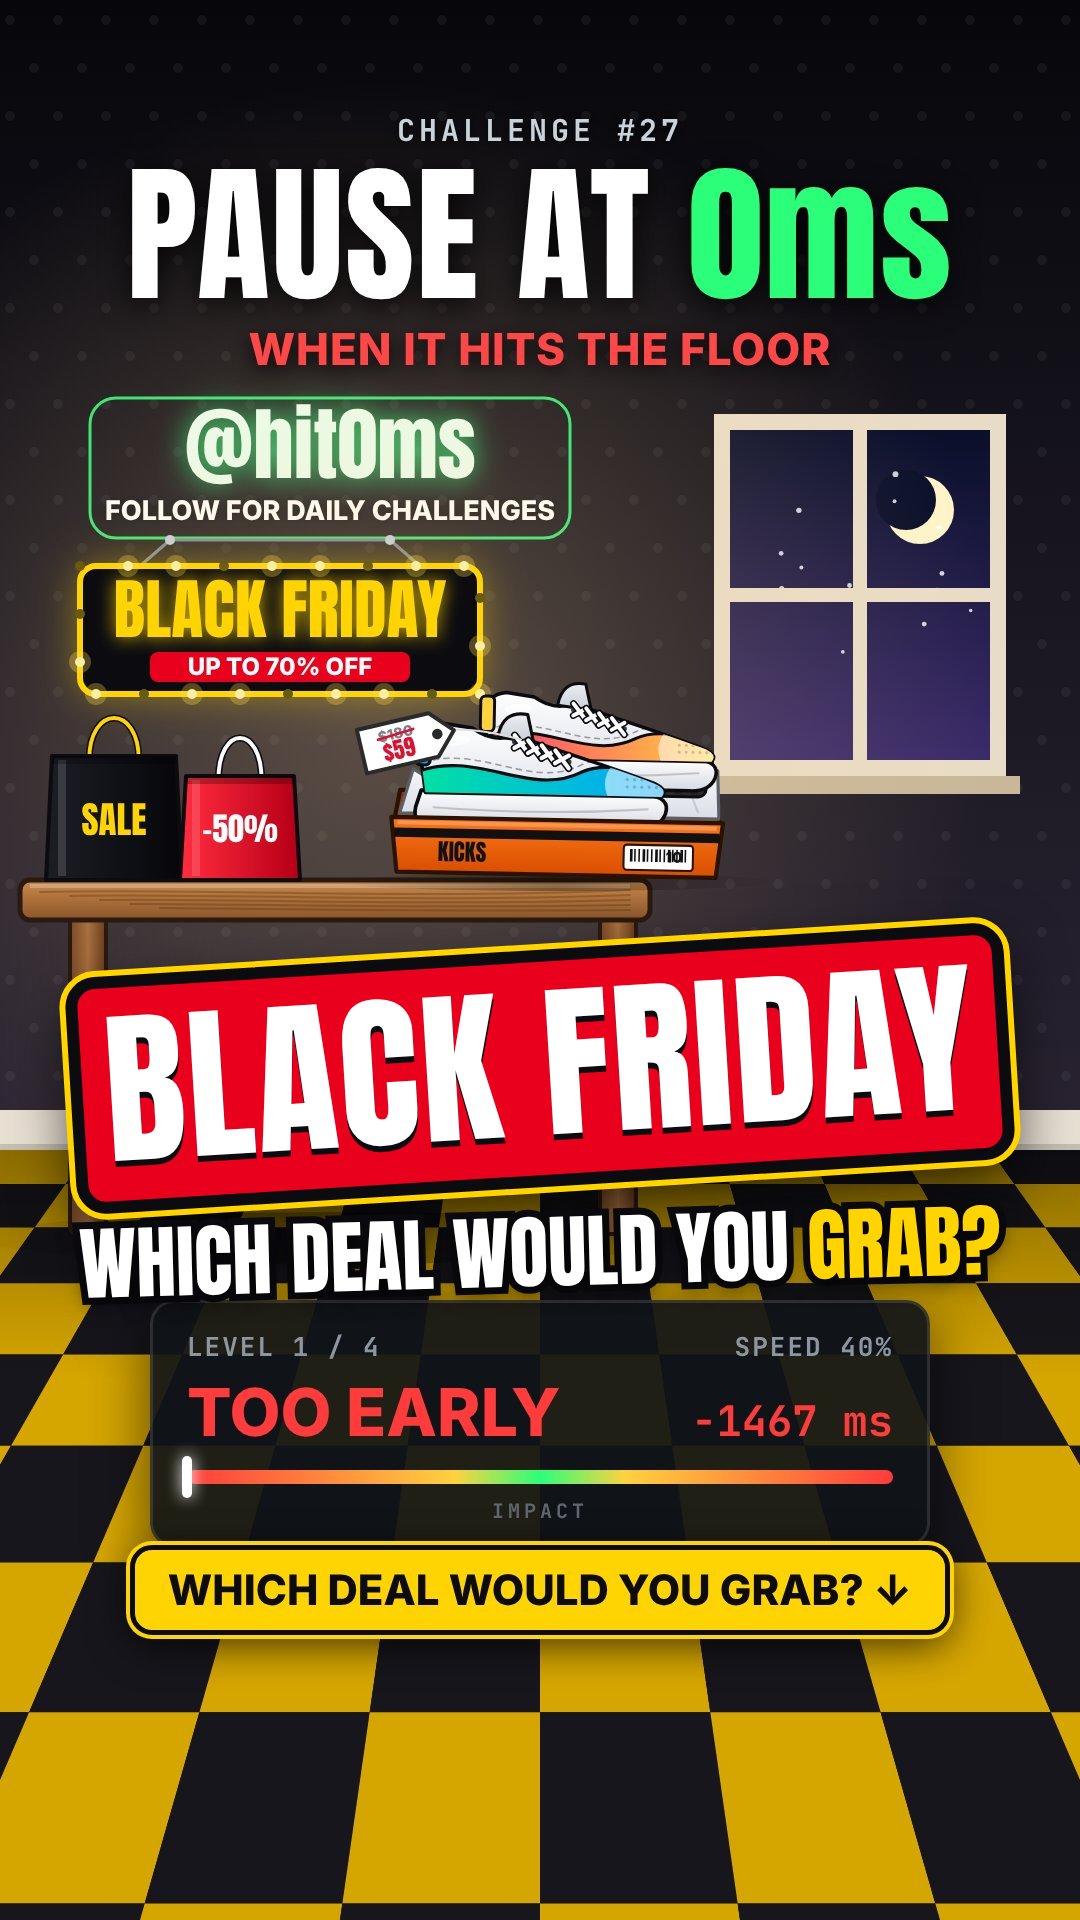 CHALLENGE #27
PAUSE AT 0ms
WHEN IT HITS THE FLOOR
@hit0ms
FOLLOW FOR DAILY CHALLENGES
BLACK FRIDAY
UP TO 70% OFF
$59
SALE
-50%
KICKS
BLACK FRIDAY
WHICH DEAL WOULD YOU GRAB?
LEVEL 1 / 4
SPEED 40%
TOO EARLY
-1467 ms
IMPACT
WHICH DEAL WOULD YOU GRAB? ↓